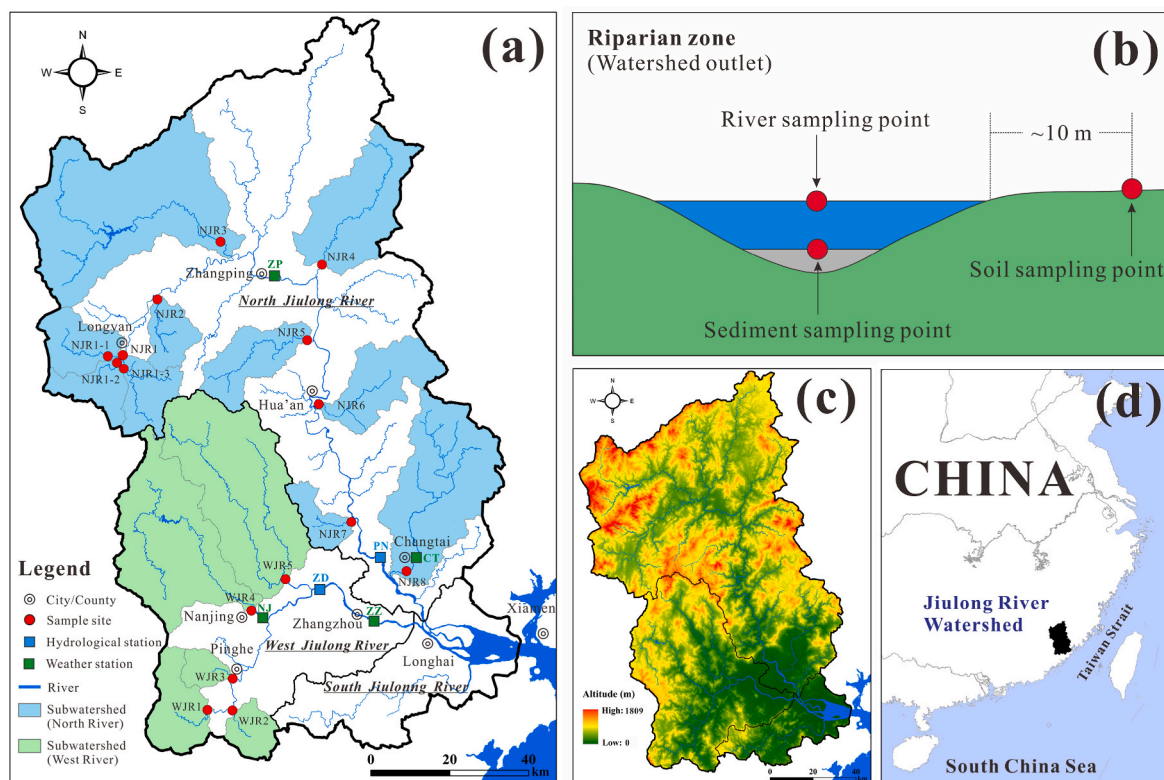 (a)
N
W
E
S
NJR3
NJR4
ZP
Zhangping
North Jiulong River
NJR2
Longyan
NJR1-1
NJR1
NJR1-2
NJR1-3
NJR5
Hua'an
NJR6
NJR7
PN
Changtai
CT
NJR8
WJR5
ZD
WJR4
NJ
Nanjing
ZZ
Zhangzhou
Xiamen
West Jiulong River
Longhai
Pinghe
WJR3
South Jiulong River
WJR1
WJR2
Legend
City/County
Sample site
Hydrological station
Weather station
River
Subwatershed
(North River)
Subwatershed
(West River)
0 20 40
km
(b)
Riparian zone
(Watershed outlet)
River sampling point
~10 m
Soil sampling point
Sediment sampling point
(c)
N
W
E
S
Altitude (m)
High: 1809
Low: 0
0 20 40
km
(d)
CHINA
Jiulong River
Watershed
Taiwan Strait
South China Sea